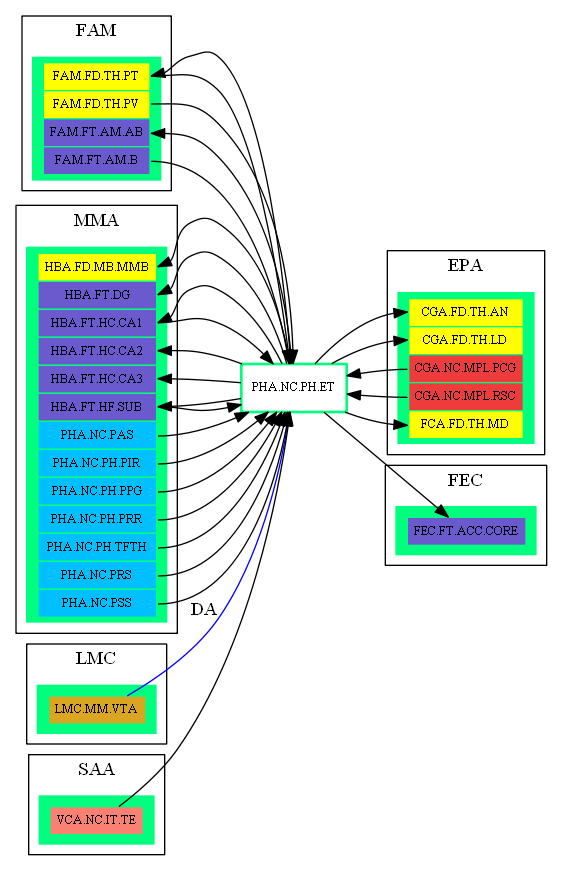 FAM
FAM.FD.TH.PT
FAM.FD.TH.PV
FAM.FT.AM.AB
FAM.FT.AM.B
MMA
HBA.FD.MB.MMB
HBA.FT.DG
HBA.FT.HC.CA1
HBA.FT.HC.CA2
HBA.FT.HC.CA3
HBA.FT.HF.SUB
PHA.NC.PAS
PHA.NC.PH.PIR
PHA.NC.PH.PPG
PHA.NC.PH.PRR
PHA.NC.PH.TFTH
PHA.NC.PRS
PHA.NC.PSS
LMC
LMC.MM.VTA
SAA
VCA.NC.IT.TE
DA
PHA.NC.PH.ET
EPA
CGA.FD.TH.AN
CGA.FD.TH.LD
CGA.NC.MPL.PCG
CGA.NC.MPL.RSC
FCA.FD.TH.MD
FEC
FEC.FT.ACC.CORE